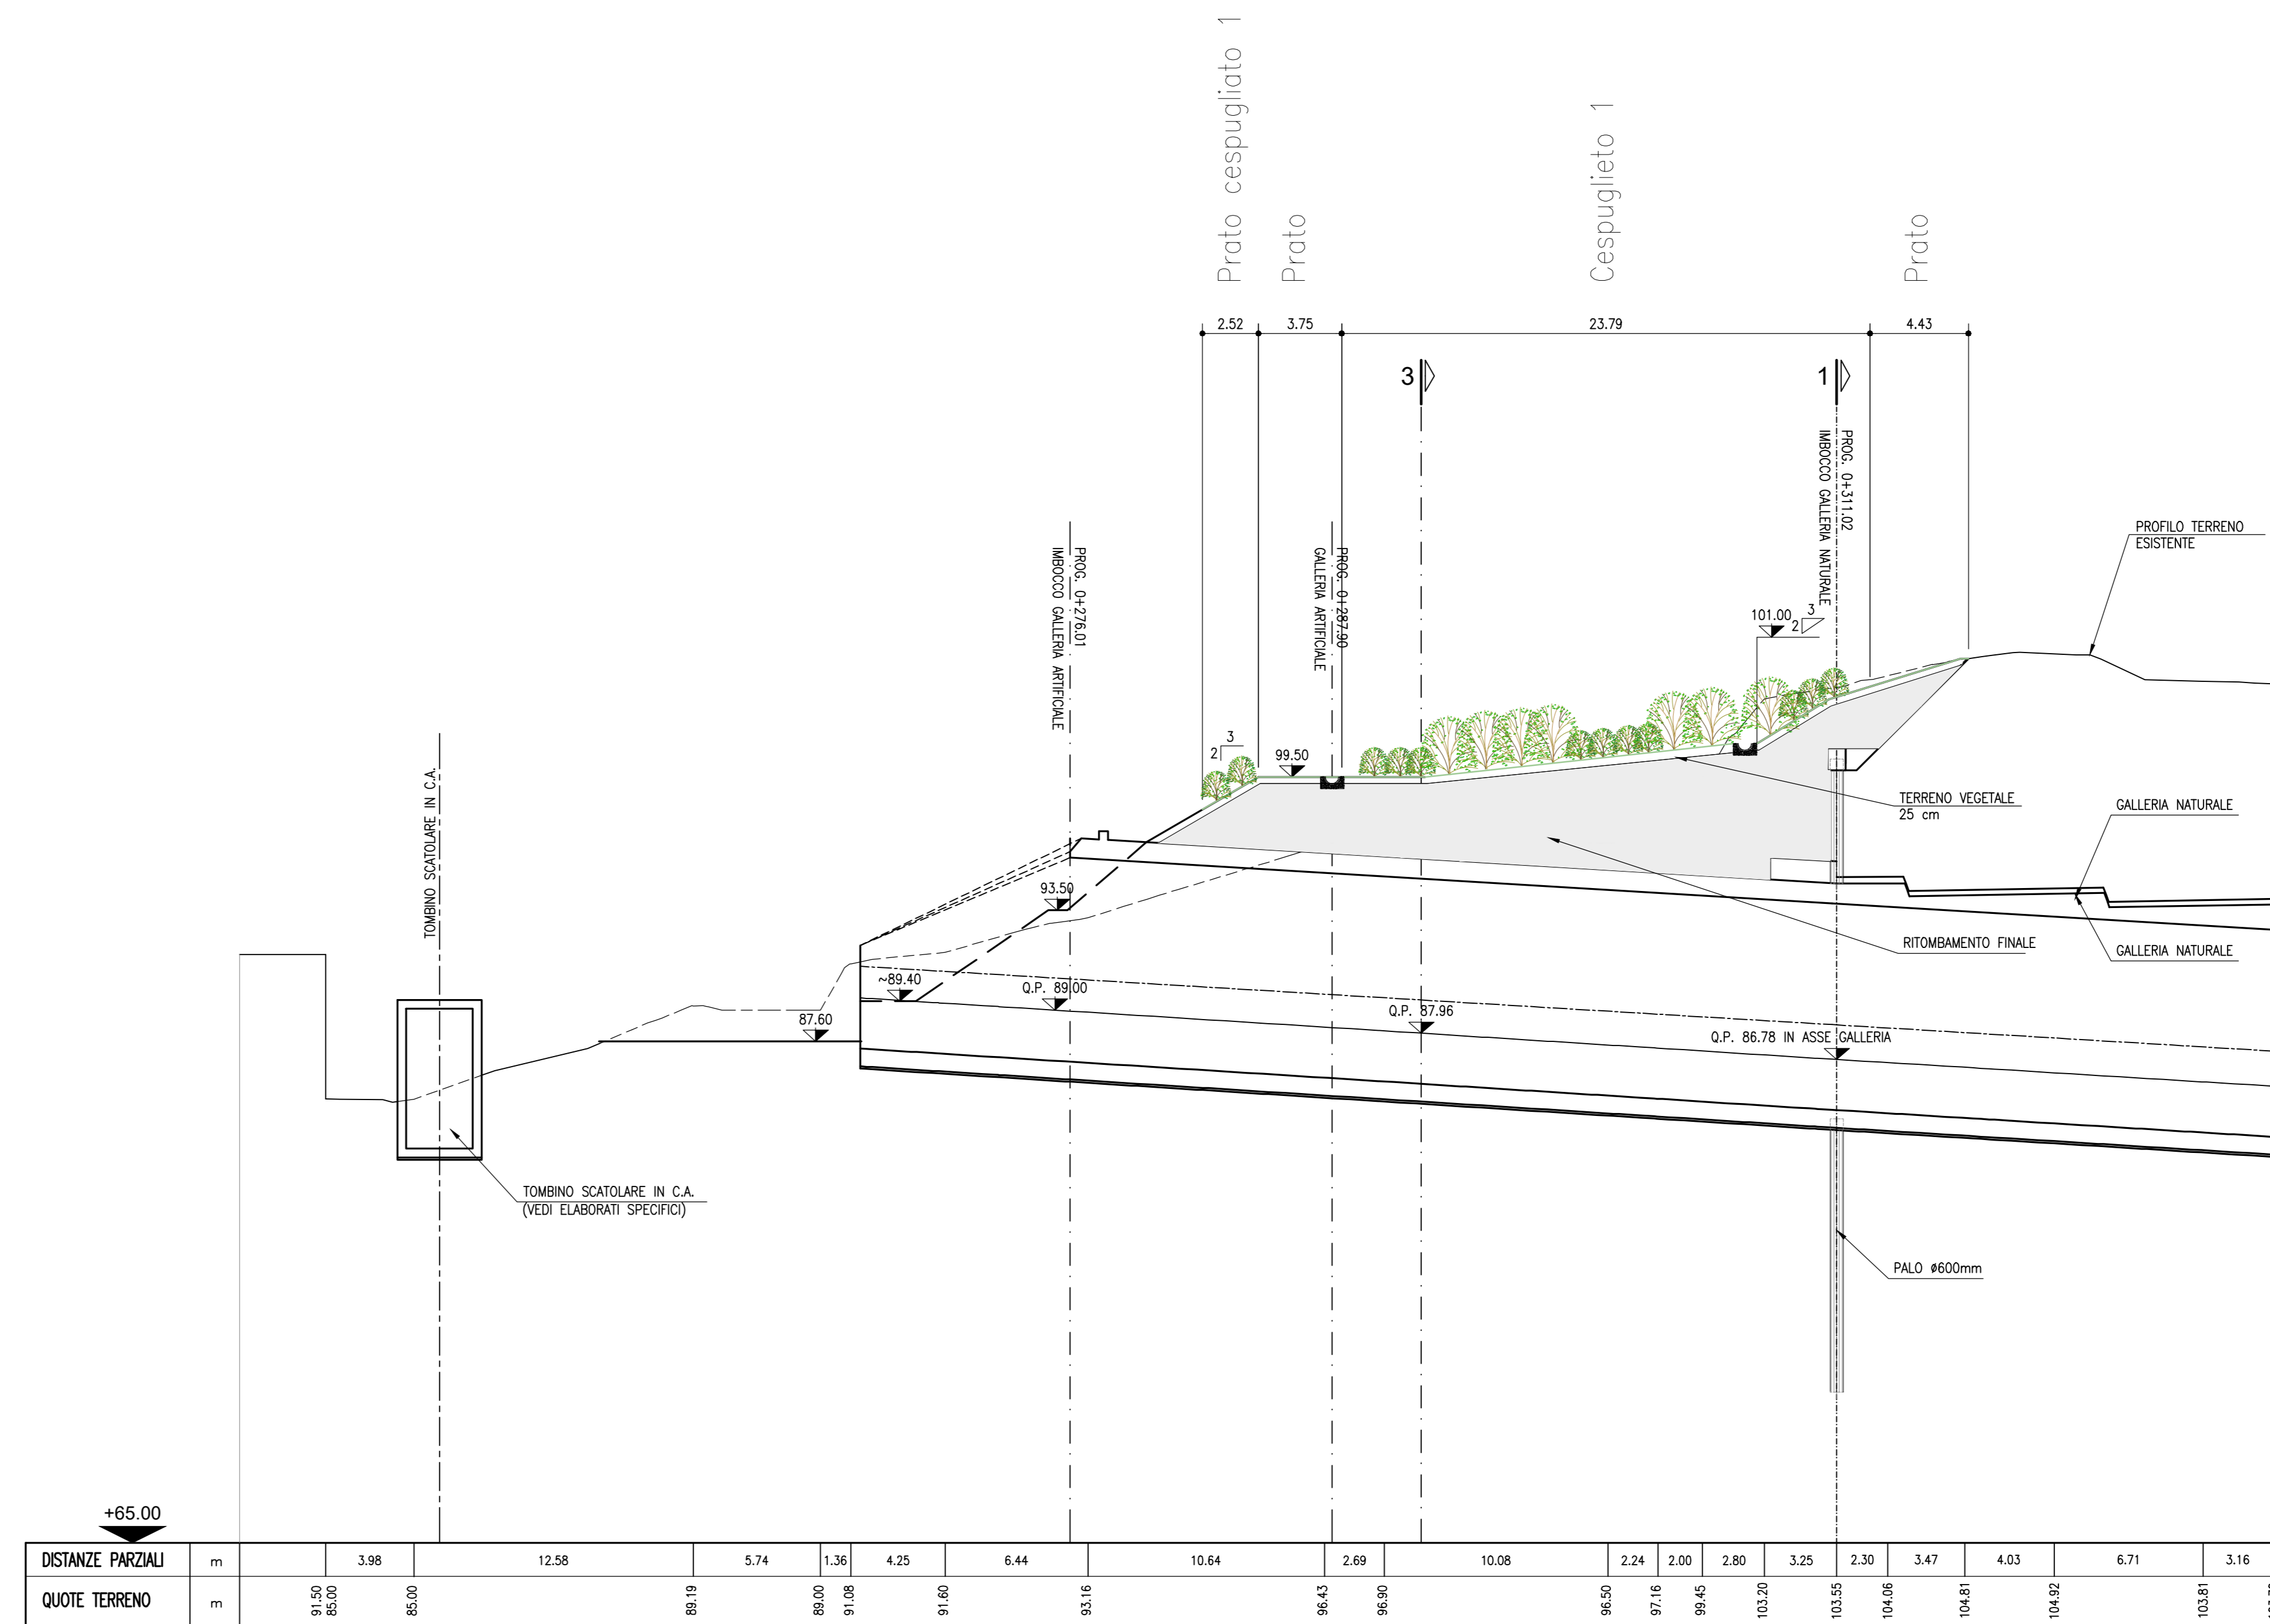 Prato cespugliato 1
Prato
Cespuglieto 1
Prato
2.52
3.75
23.79
4.43
3
1
PROG. 0+311.02
IMBOCCO GALLERIA NATURALE
PROFILO TERRENO
ESISTENTE
PROG. 0+276.01
IMBOCCO GALLERIA ARTIFICIALE
PROG. 0+287.90
GALLERIA ARTIFICIALE
101.00
3
2
3
2
99.50
TOMBINO SCATOLARE IN C.A.
TERRENO VEGETALE
25 cm
GALLERIA NATURALE
93.50
RITOMBAMENTO FINALE
GALLERIA NATURALE
~89.40
Q.P. 89.00
87.60
Q.P. 87.96
Q.P. 86.78 IN ASSE GALLERIA
TOMBINO SCATOLARE IN C.A.
(VEDI ELABORATI SPECIFICI)
PALO ø600mm
+65.00
DISTANZE PARZIALI m 3.98 12.58 5.74 1.36 4.25 6.44 10.64 2.69 10.08 2.24 2.00 2.80 3.25 2.30 3.47 4.03 6.71 3.16
QUOTE TERRENO m 91.50 85.00 85.00 89.19 89.00 91.08 91.60 93.16 96.43 96.90 96.50 97.16 99.45 103.20 103.55 104.06 104.81 104.92 103.81